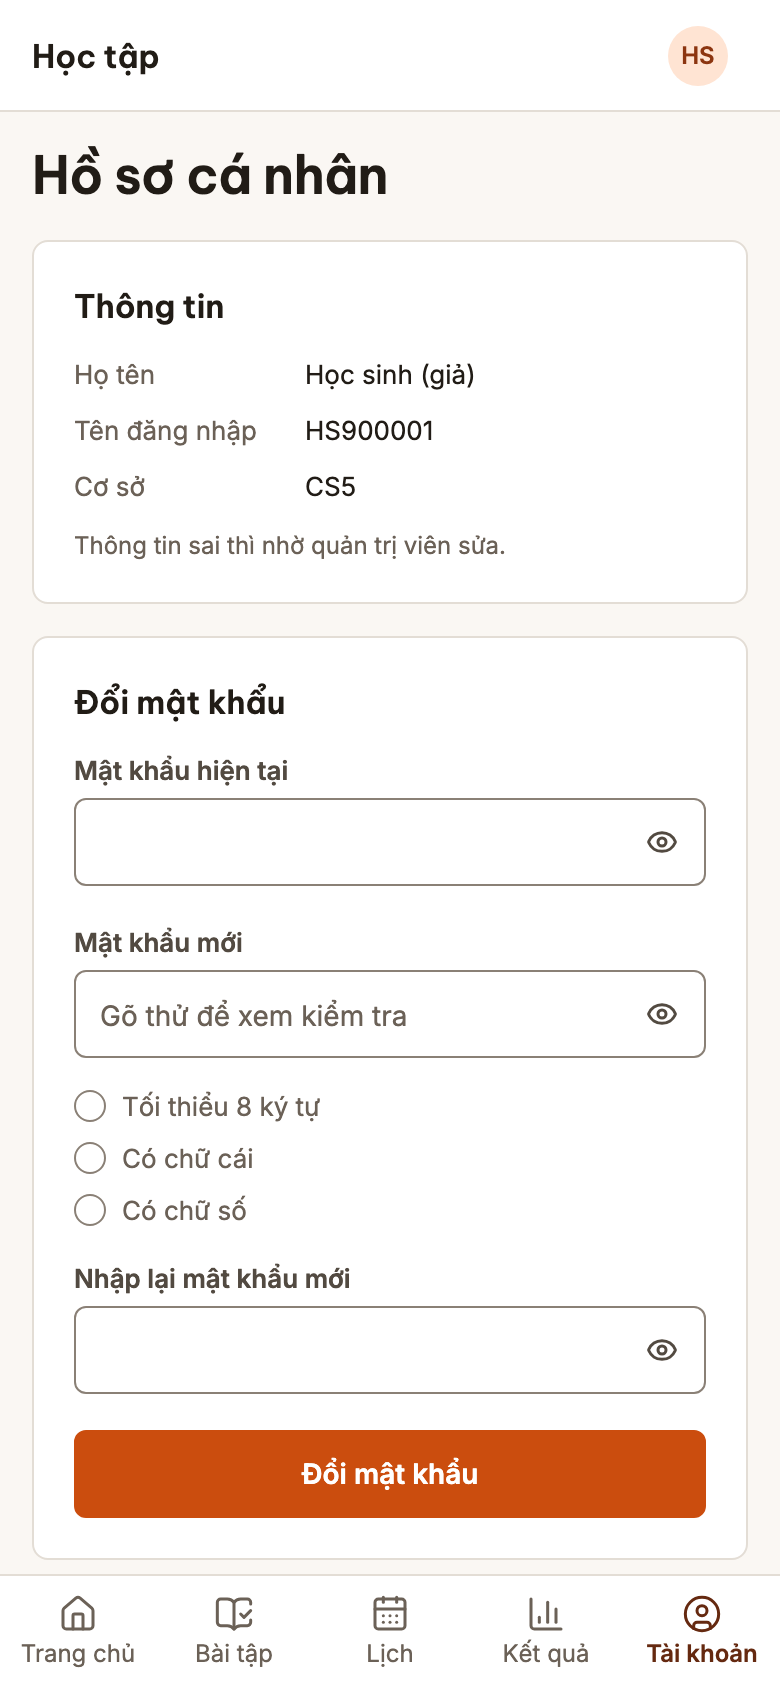 Học tập
HS
Hồ sơ cá nhân
Thông tin
Họ tên Học sinh (giả)
Tên đăng nhập HS900001
Cơ sở CS5
Thông tin sai thì nhờ quản trị viên sửa.
Đổi mật khẩu
Mật khẩu hiện tại
Mật khẩu mới
Gõ thử để xem kiểm tra
Tối thiểu 8 ký tự
Có chữ cái
Có chữ số
Nhập lại mật khẩu mới
Đổi mật khẩu
Trang chủ Bài tập Lịch Kết quả Tài khoản